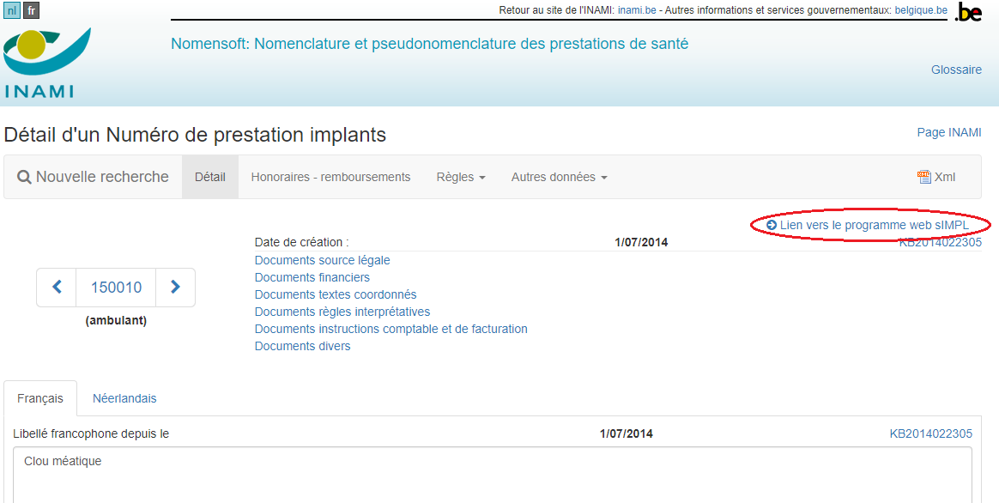 nl fr
Retour au site de l'INAMI: inami.be - Autres informations et services gouvernementaux: belgique.be
.be
Nomensoft: Nomenclature et pseudonomenclature des prestations de santé
Glossaire
INAMI
Détail d'un Numéro de prestation implants
Page INAMI
Nouvelle recherche Détail Honoraires - remboursements Règles Autres données Xml
Lien vers le programme web sIMPL
Date de création : 1/07/2014 KB2014022305
Documents source légale
Documents financiers
150010
Documents textes coordonnés
Documents règles interprétatives
(ambulant)
Documents instructions comptable et de facturation
Documents divers
Français Néerlandais
Libellé francophone depuis le 1/07/2014 KB2014022305
Clou méatique